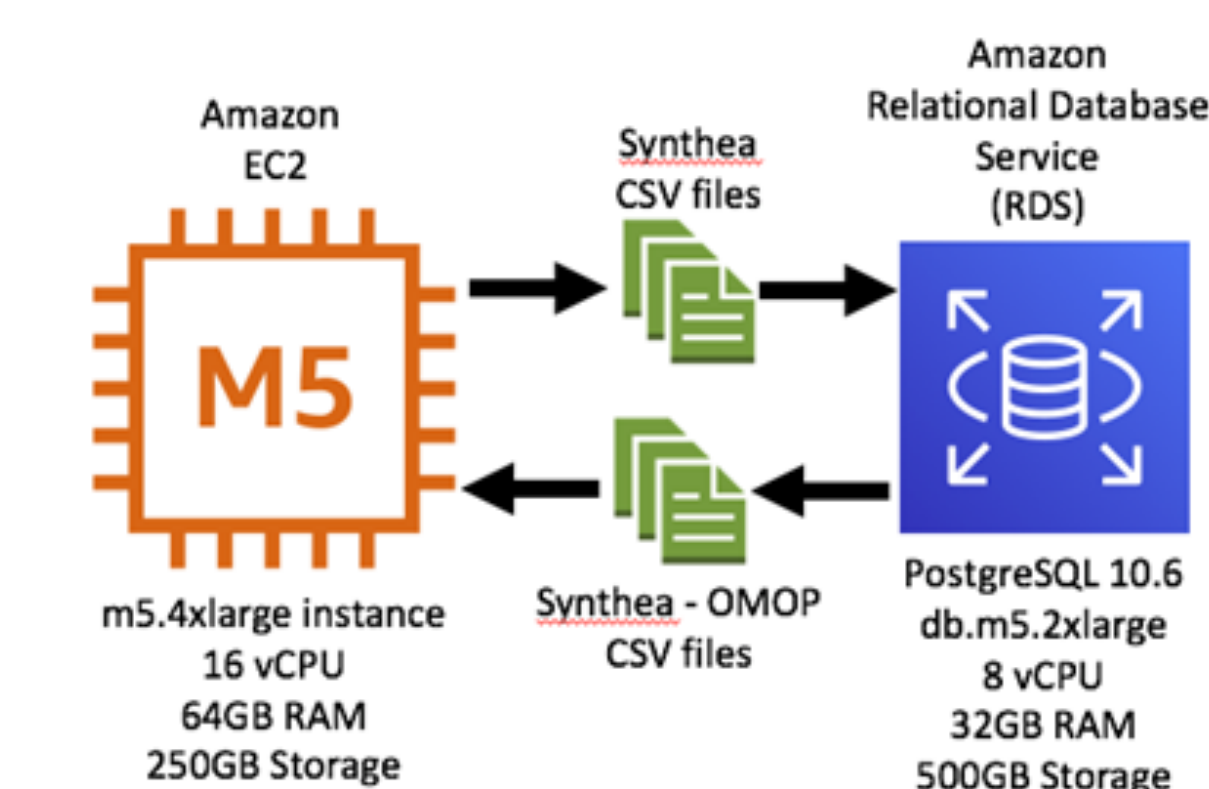 Amazon
EC2
M5
m5.4xlarge instance
16 vCPU
64GB RAM
250GB Storage
Synthea
CSV files
Synthea - OMOP
CSV files
Amazon
Relational Database
Service
(RDS)
PostgreSQL 10.6
db.m5.2xlarge
8 vCPU
32GB RAM
500GB Storage